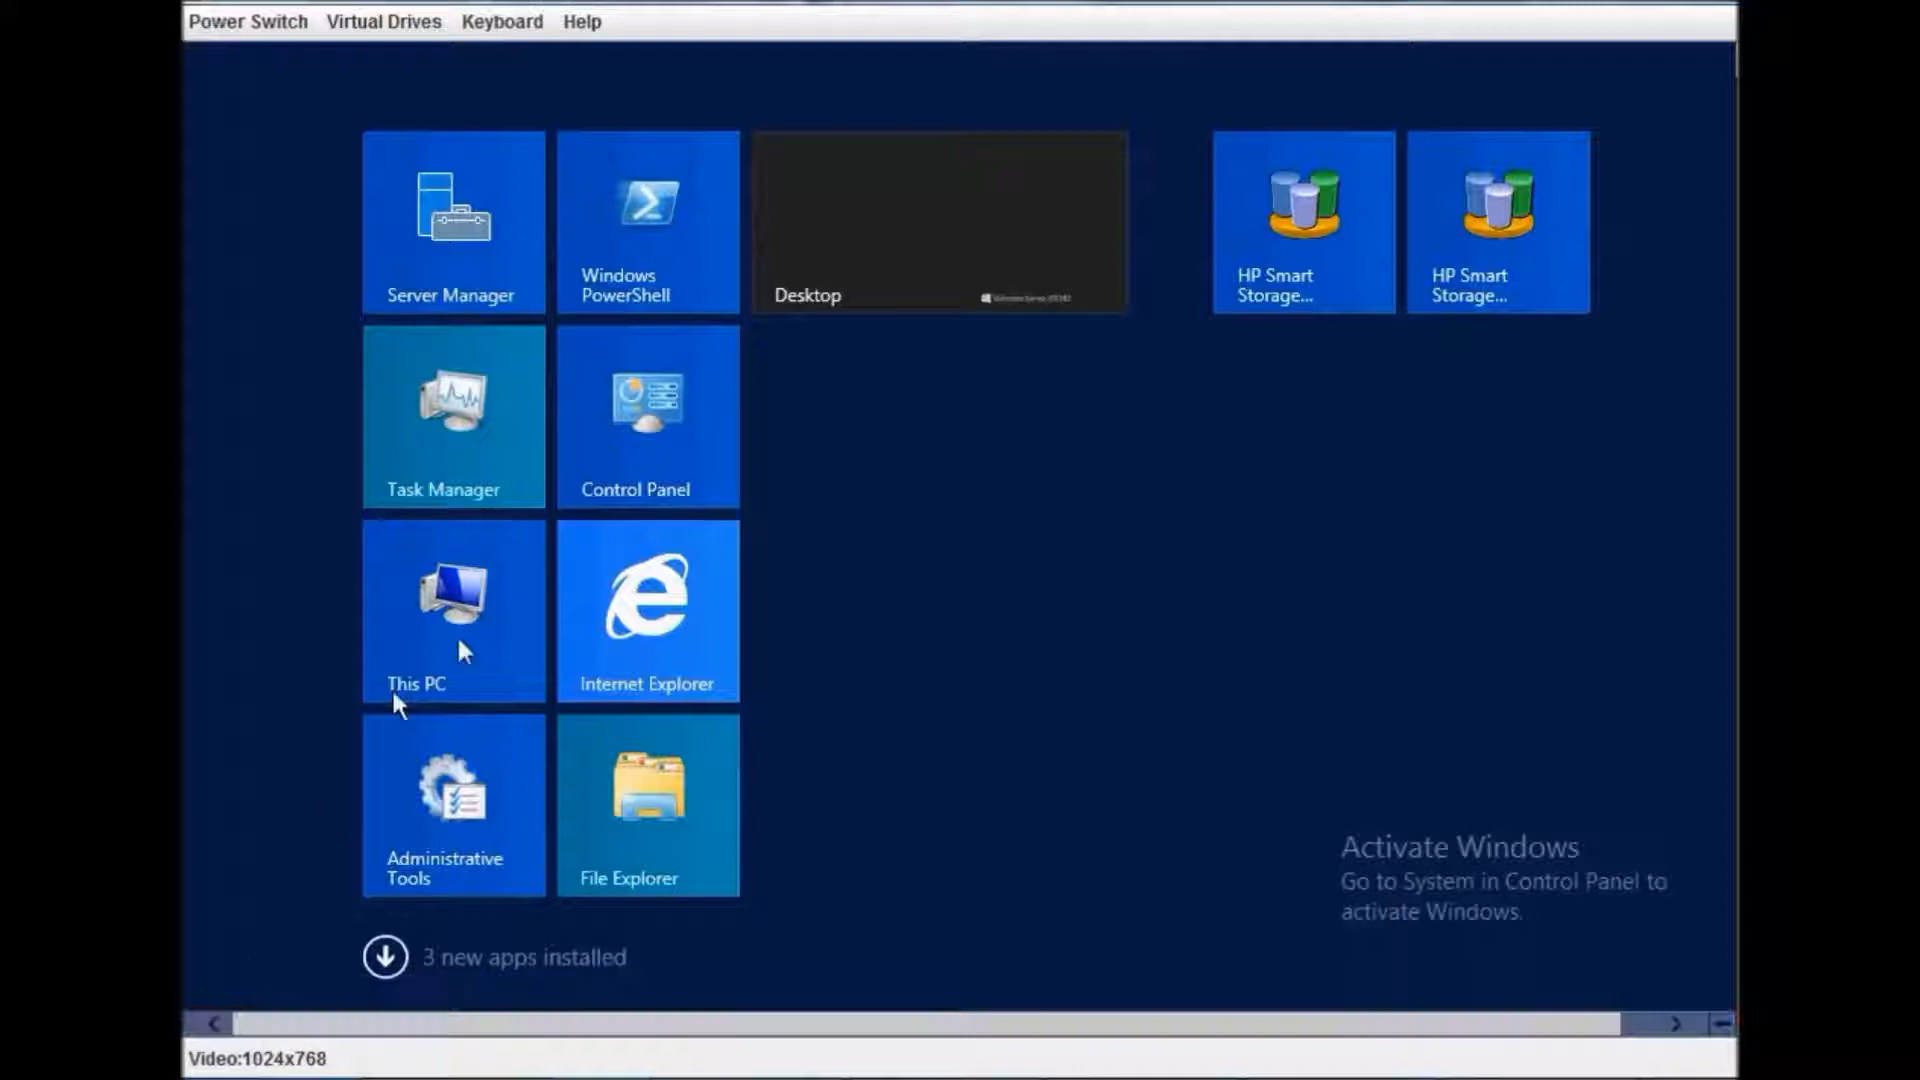 Power Switch Virtual Drives Keyboard Help
Server Manager
Windows
PowerShell
Desktop
HP Smart
Storage...
HP Smart
Storage...
Task Manager
Control Panel
This PC
Internet Explorer
Administrative
Tools
File Explorer
Activate Windows
Go to System in Control Panel to
activate Windows.
3 new apps installed
Video:1024x768